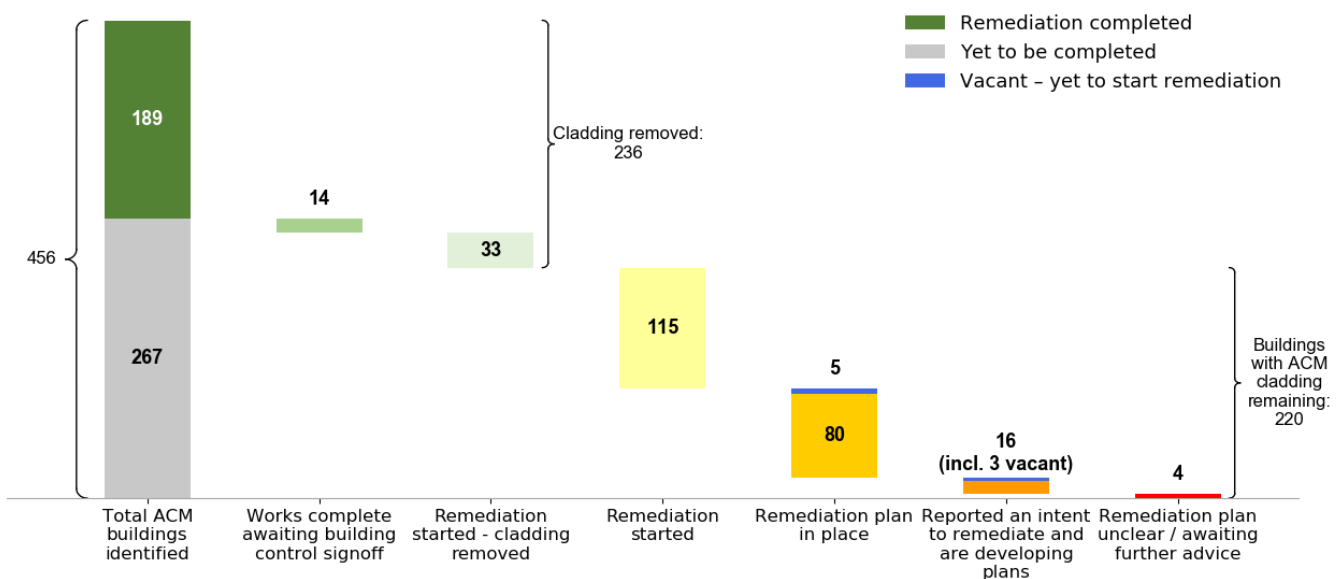 Remediation completed
Yet to be completed
Vacant – yet to start remediation
189
Cladding removed:
236
14
33
456
267
115
5
80
16
(incl. 3 vacant)
4
Buildings
with ACM
cladding
remaining:
220
Total ACM
buildings
identified
Works complete
awaiting building
control signoff
Remediation
started - cladding
removed
Remediation
started
Remediation plan
in place
Reported an intent
to remediate and
are developing
plans
Remediation plan
unclear / awaiting
further advice